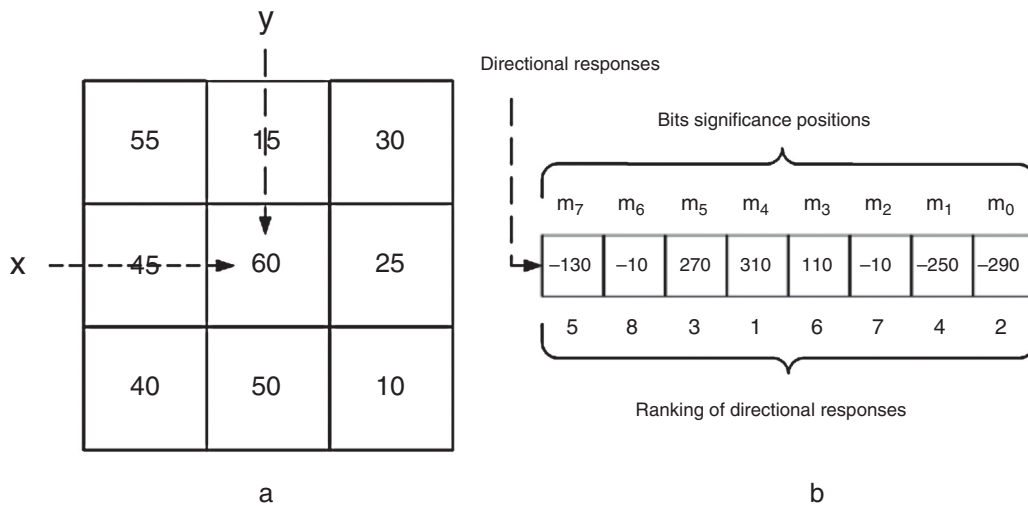 y
55 15 30
x 45 60 25
40 50 10
a
Directional responses
Bits significance positions
m₇ m₆ m₅ m₄ m₃ m₂ m₁ m₀
–130 –10 270 310 110 –10 –250 –290
5 8 3 1 6 7 4 2
Ranking of directional responses
b